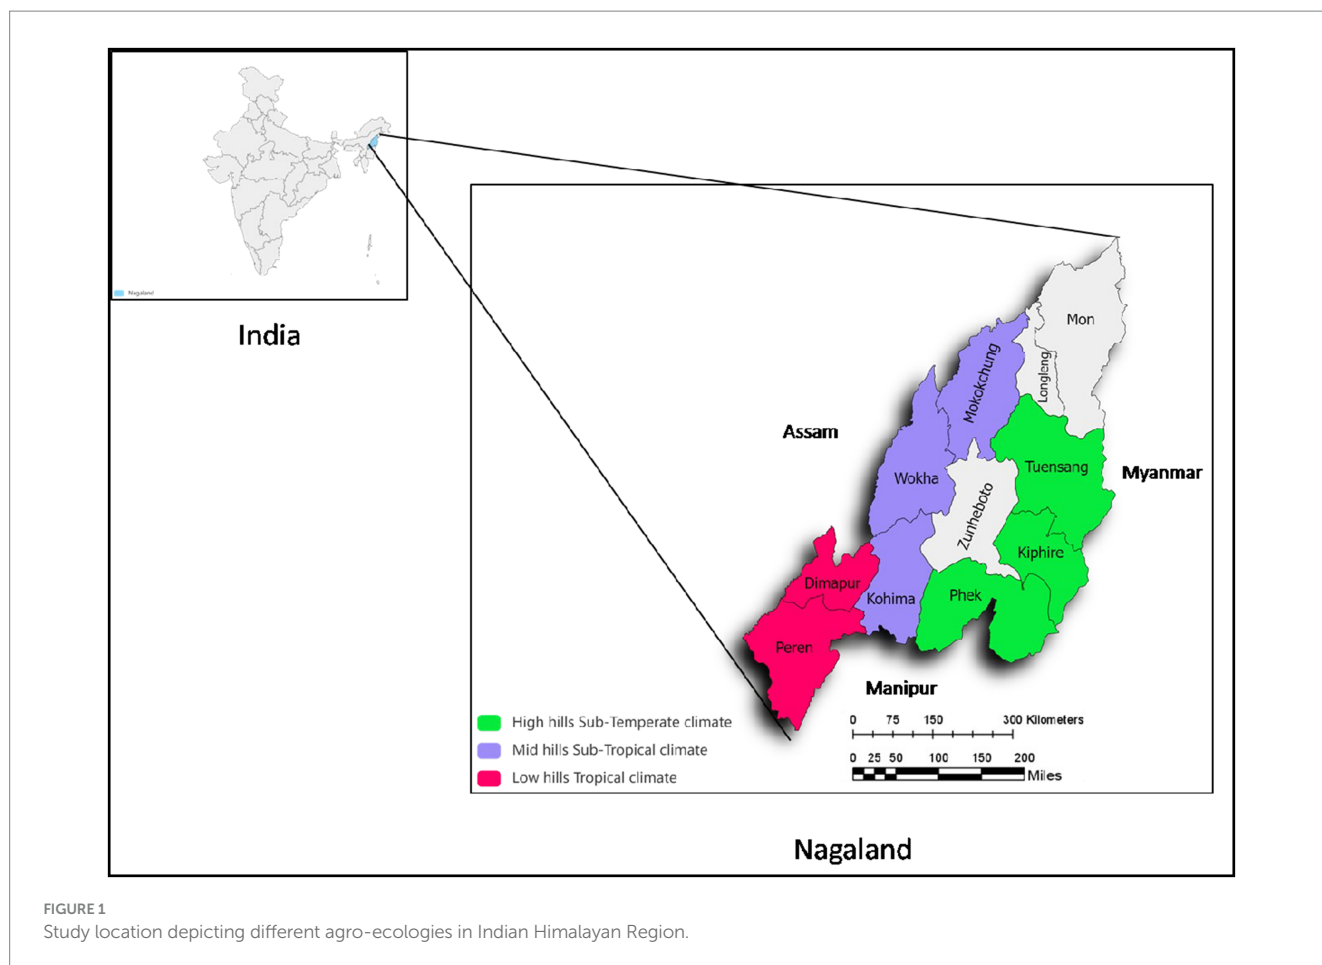 Nagaland
India
Mon
Longleng
Mokokchung
Assam
Tuensang
Myanmar
Wokha
Zunheboto
Kiphire
Dimapur
Kohima
Phek
Peren
Manipur
High hills Sub-Temperate climate
Mid hills Sub-Tropical climate
Low hills Tropical climate
0 75 150 300 Kilometers
0 25 50 100 150 200
Miles
Nagaland
FIGURE 1
Study location depicting different agro-ecologies in Indian Himalayan Region.